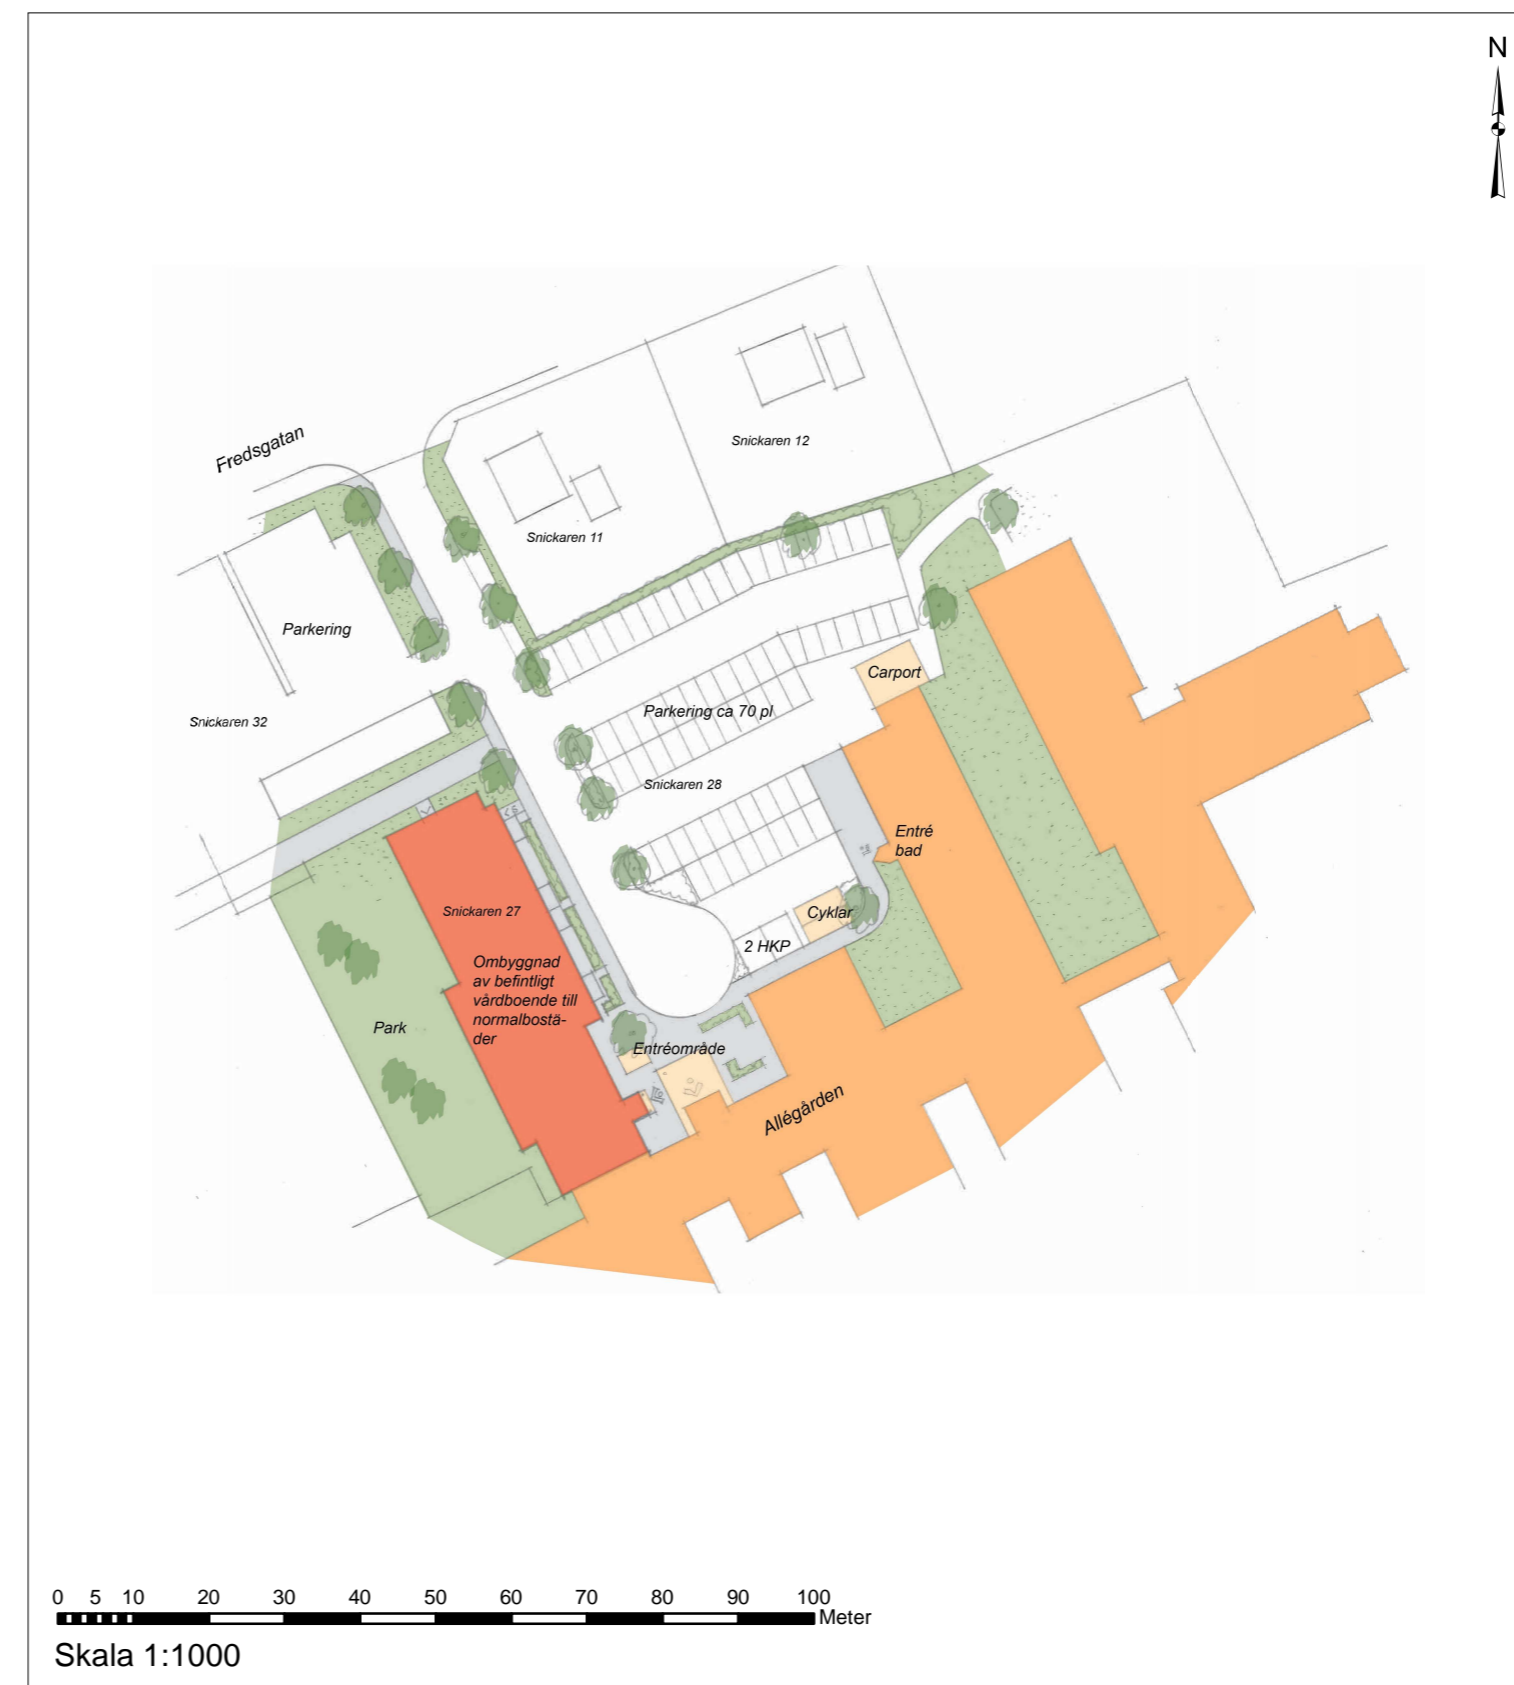 N
Fredsgatan
Snickaren 12
Snickaren 11
Parkering
Carport
Snickaren 32
Parkering ca 70 pl
Snickaren 28
Entré
bad
Snickaren 27
Cyklar
2 HKP
Ombyggnad
av befintligt
vårdboende till
normalbostä-
der
Park
Entréområde
Allégården
0 5 10 20 30 40 50 60 70 80 90 100
Meter
Skala 1:1000